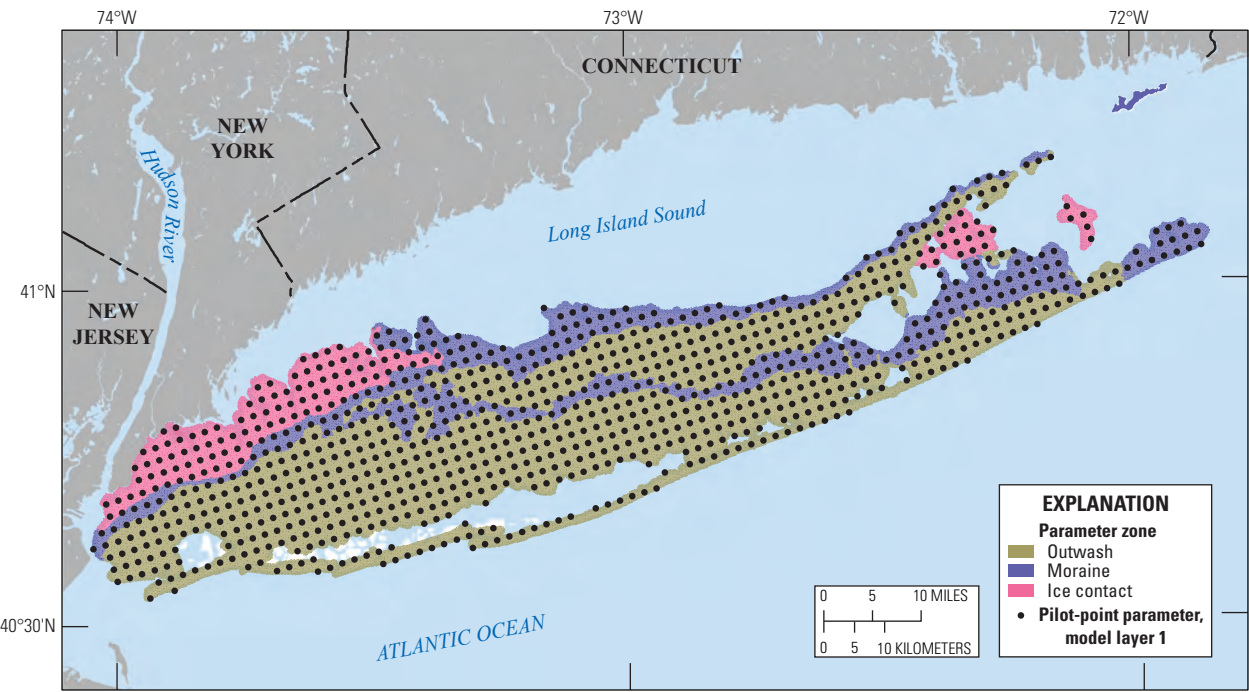 74°W
73°W
72°W
CONNECTICUT
NEW
YORK
Hudson River
Long Island Sound
41°N
NEW
JERSEY
EXPLANATION
Parameter zone
Outwash
Moraine
Ice contact
Pilot-point parameter,
model layer 1
0 5 10 MILES
0 5 10 KILOMETERS
40°30'N
ATLANTIC OCEAN